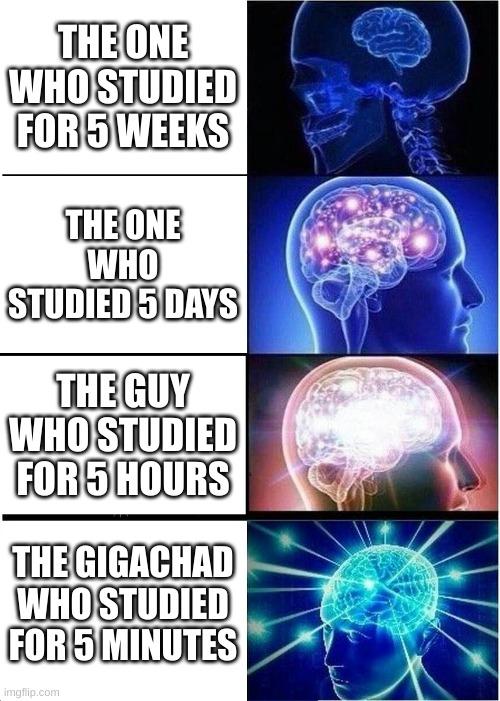 THE ONE
WHO STUDIED
FOR 5 WEEKS
THE ONE
WHO
STUDIED 5 DAYS
THE GUY
WHO STUDIED
FOR 5 HOURS
THE GIGACHAD
WHO STUDIED
FOR 5 MINUTES
imgflip.com